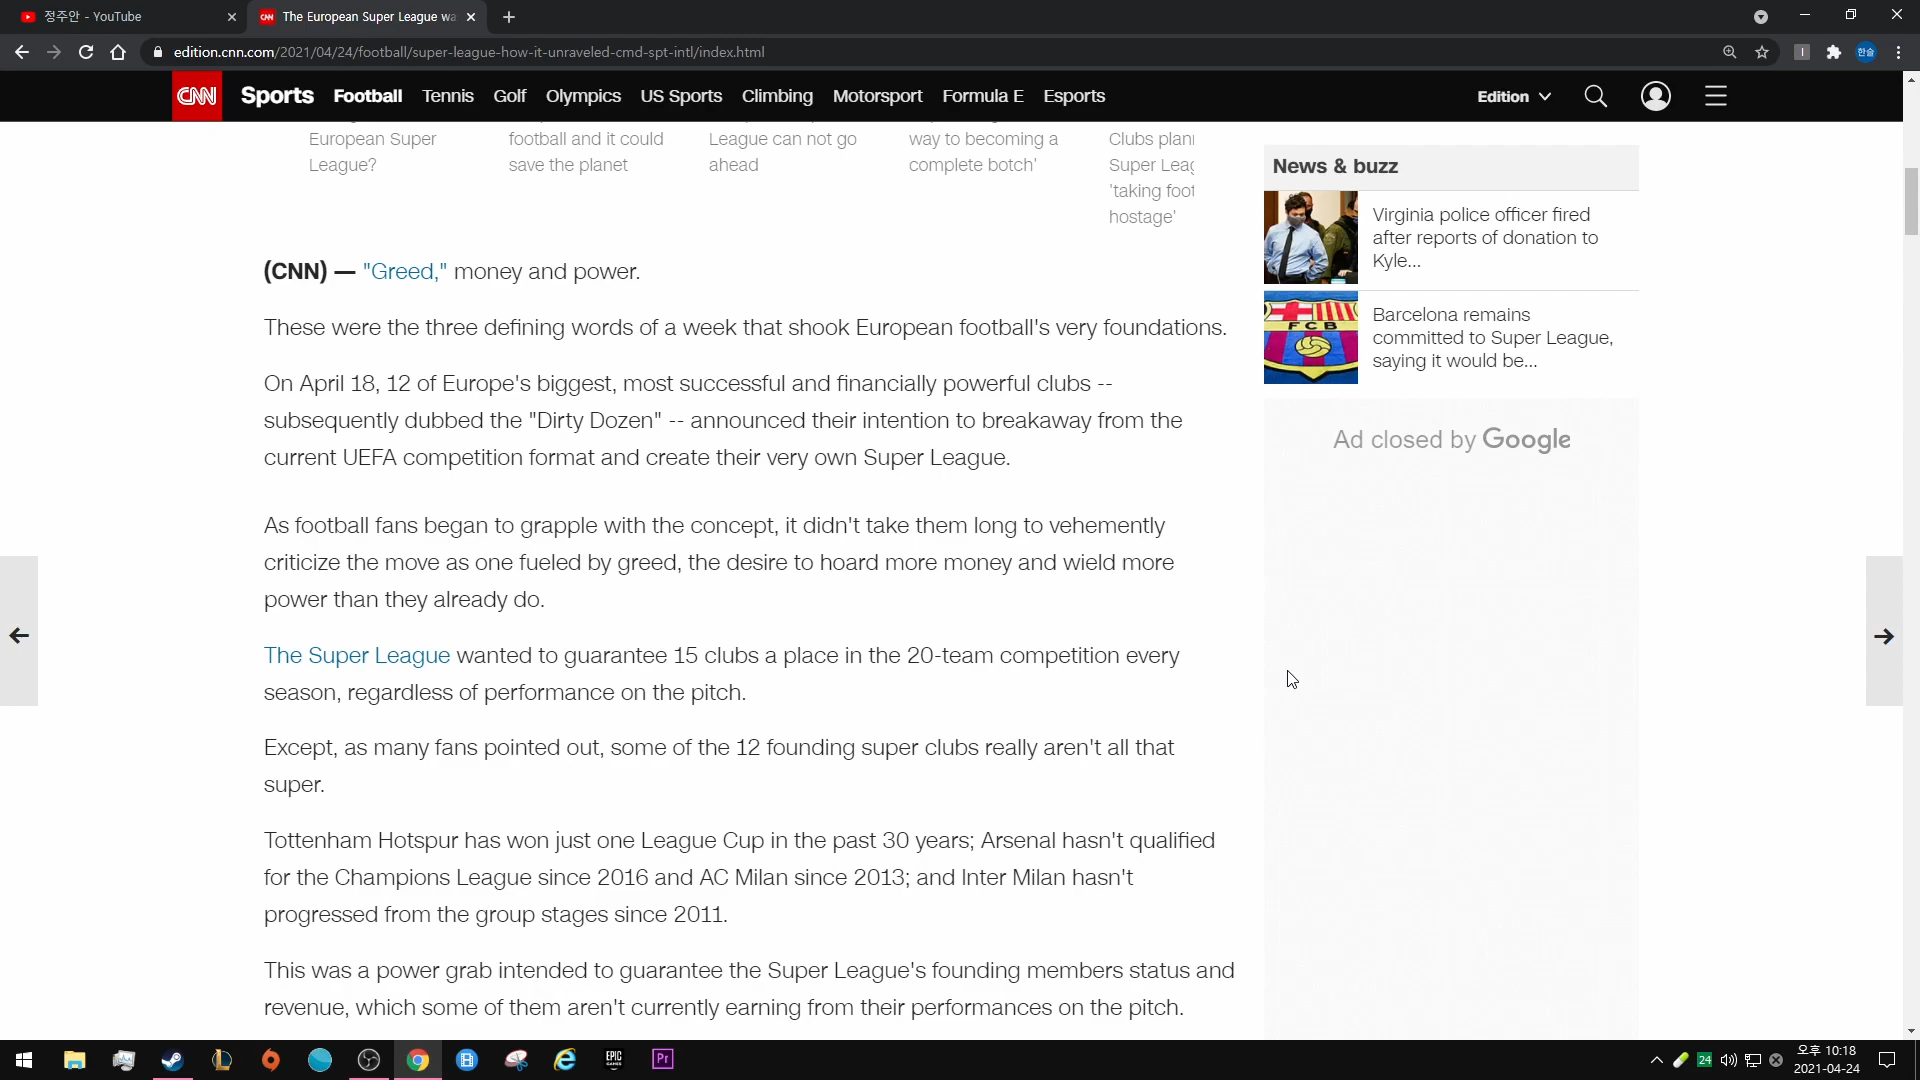 정주안 - YouTube
The European Super League wa
edition.cnn.com/2021/04/24/football/super-league-how-it-unraveled-cmd-spt-intl/index.html
한슬
CNN Sports Football Tennis Golf Olympics US Sports Climbing Motorsport Formula E Esports Edition
European Super
League?
football and it could
save the planet
League can not go
ahead
way to becoming a
complete botch'
Clubs plann
Super Leag
'taking foot
hostage'
(CNN) — "Greed," money and power.
These were the three defining words of a week that shook European football's very foundations.
On April 18, 12 of Europe's biggest, most successful and financially powerful clubs --
subsequently dubbed the "Dirty Dozen" -- announced their intention to breakaway from the
current UEFA competition format and create their very own Super League.
As football fans began to grapple with the concept, it didn't take them long to vehemently
criticize the move as one fueled by greed, the desire to hoard more money and wield more
power than they already do.
The Super League wanted to guarantee 15 clubs a place in the 20-team competition every
season, regardless of performance on the pitch.
Except, as many fans pointed out, some of the 12 founding super clubs really aren't all that
super.
Tottenham Hotspur has won just one League Cup in the past 30 years; Arsenal hasn't qualified
for the Champions League since 2016 and AC Milan since 2013; and Inter Milan hasn't
progressed from the group stages since 2011.
This was a power grab intended to guarantee the Super League's founding members status and
revenue, which some of them aren't currently earning from their performances on the pitch.
News & buzz
Virginia police officer fired
after reports of donation to
Kyle...
FCB
Barcelona remains
committed to Super League,
saying it would be...
Ad closed by Google
EPIC
GAMES
Pr
24
오후 10:18
2021-04-24